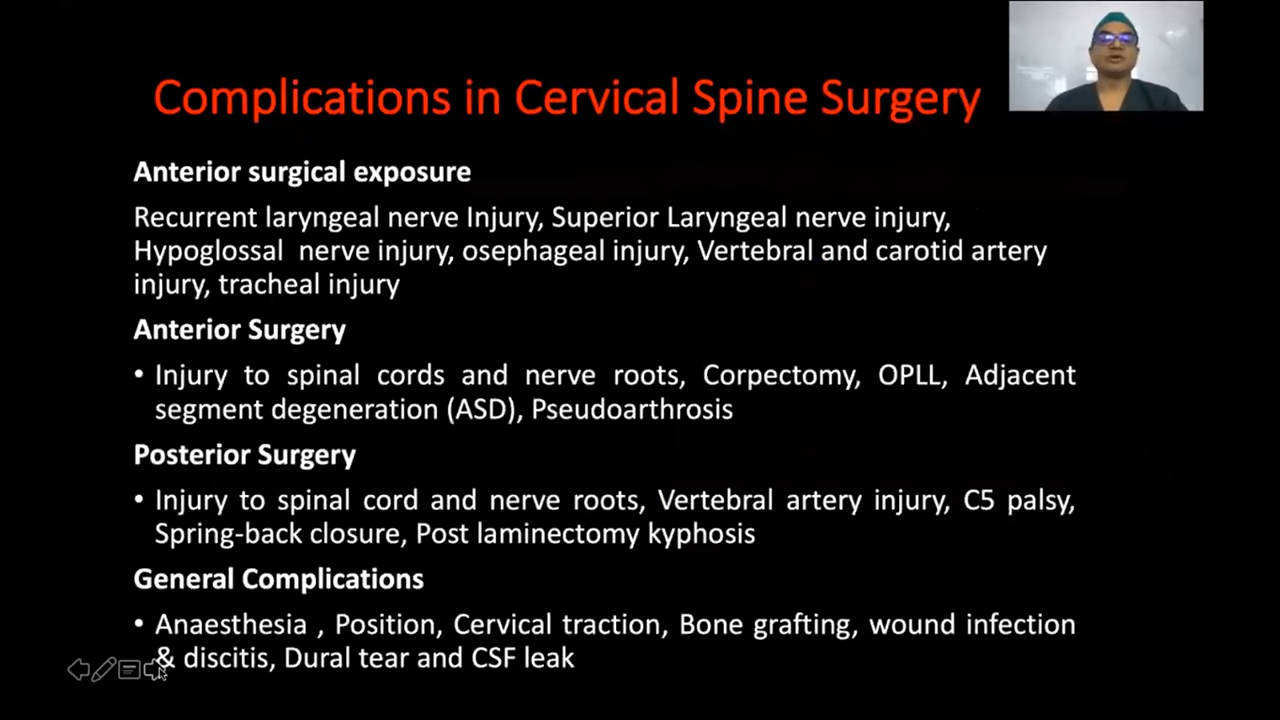 Complications in Cervical Spine Surgery
Anterior surgical exposure
Recurrent laryngeal nerve Injury, Superior Laryngeal nerve injury,
Hypoglossal nerve injury, osephageal injury, Vertebral and carotid artery
injury, tracheal injury
Anterior Surgery
• Injury to spinal cords and nerve roots, Corpectomy, OPLL, Adjacent
segment degeneration (ASD), Pseudoarthrosis
Posterior Surgery
• Injury to spinal cord and nerve roots, Vertebral artery injury, C5 palsy,
Spring-back closure, Post laminectomy kyphosis
General Complications
• Anaesthesia , Position, Cervical traction, Bone grafting, wound infection
& discitis, Dural tear and CSF leak